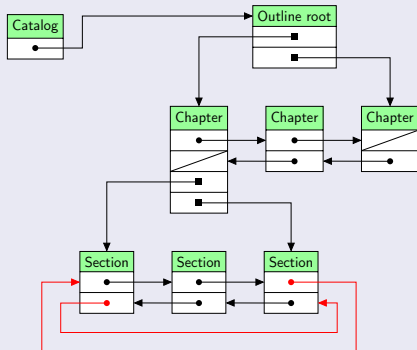 Catalog
Outline root
Chapter
Chapter
Chapter
Section
Section
Section